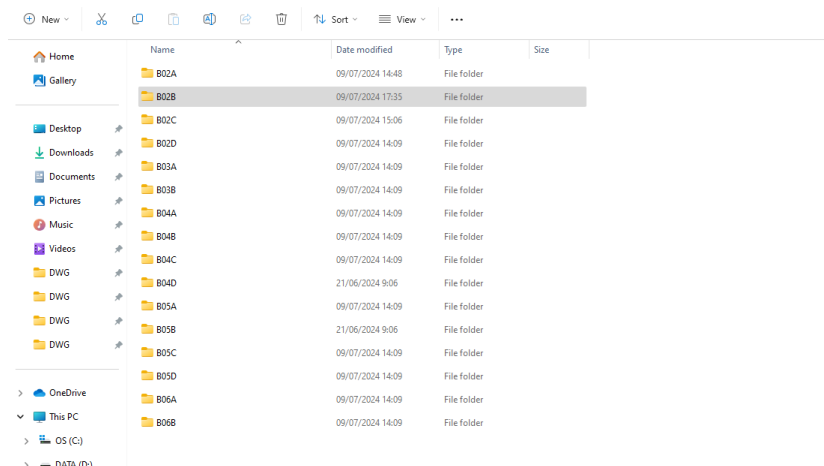 New Sort View ...
Name Date modified Type Size
Home
Gallery
Desktop
Downloads
Documents
Pictures
Music
Videos
DWG
DWG
DWG
DWG
OneDrive
This PC
OS (C:)
DATA (D:)
B02A 09/07/2024 14:48 File folder
B02B 09/07/2024 17:35 File folder
B02C 09/07/2024 15:06 File folder
B02D 09/07/2024 14:09 File folder
B03A 09/07/2024 14:09 File folder
B03B 09/07/2024 14:09 File folder
B04A 09/07/2024 14:09 File folder
B04B 09/07/2024 14:09 File folder
B04C 09/07/2024 14:09 File folder
B04D 21/06/2024 9:06 File folder
B05A 09/07/2024 14:09 File folder
B05B 21/06/2024 9:06 File folder
B05C 09/07/2024 14:09 File folder
B05D 09/07/2024 14:09 File folder
B06A 09/07/2024 14:09 File folder
B06B 09/07/2024 14:09 File folder